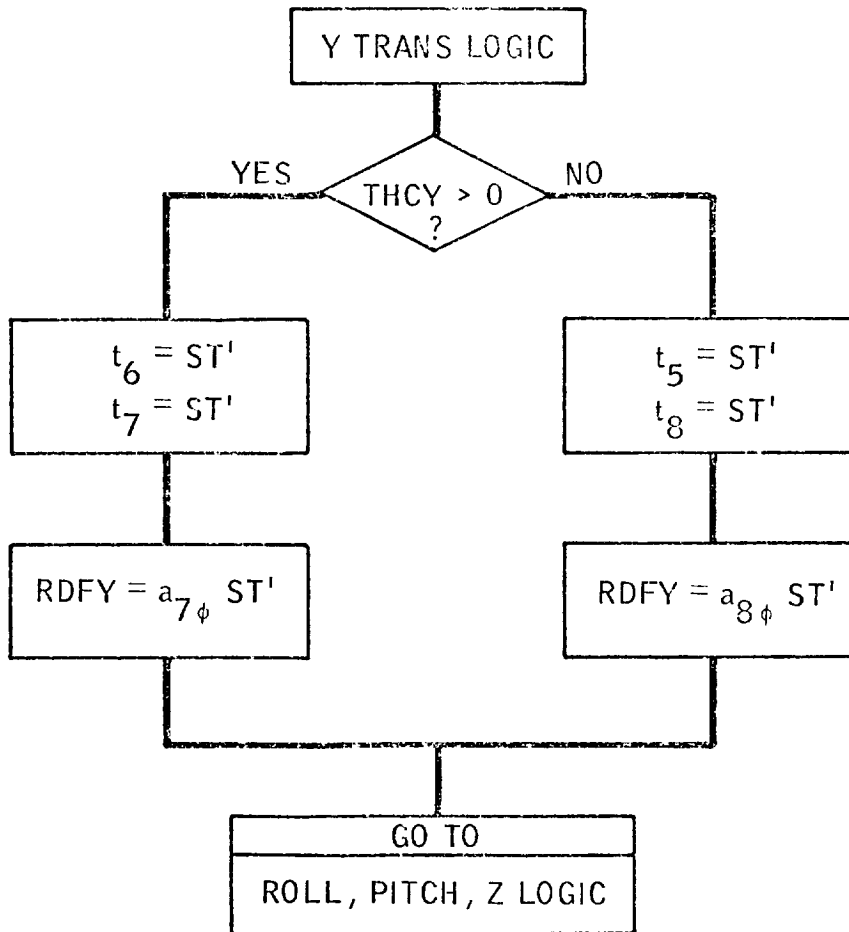 Y TRANS LOGIC
YES
THCY > 0
?
NO
t₆ = ST'
t₇ = ST'
t₅ = ST'
t₈ = ST'
RDFY = a₇ϕ ST'
RDFY = a₈ϕ ST'
GO TO
ROLL, PITCH, Z LOGIC